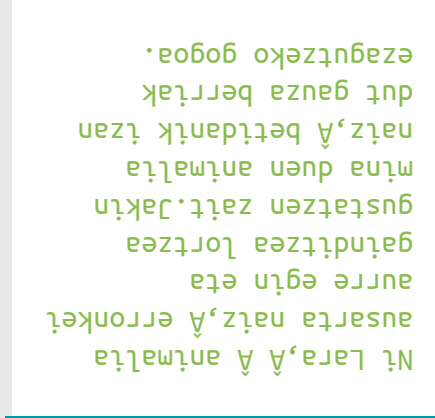 Ni Lara,Â Â animalia
ausarta naiz,Â erronkei
aurre egin eta
gainditzea lortzea
gustatzen zait.Jakin
mina duen animalia
naiz,Â betidanik izan
dut gauza berriak
ezagutzeko gogoa.